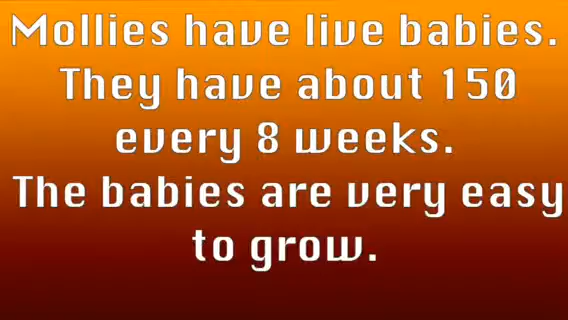 Mollies have live babies.
They have about 150
every 8 weeks.
The babies are very easy
to grow.